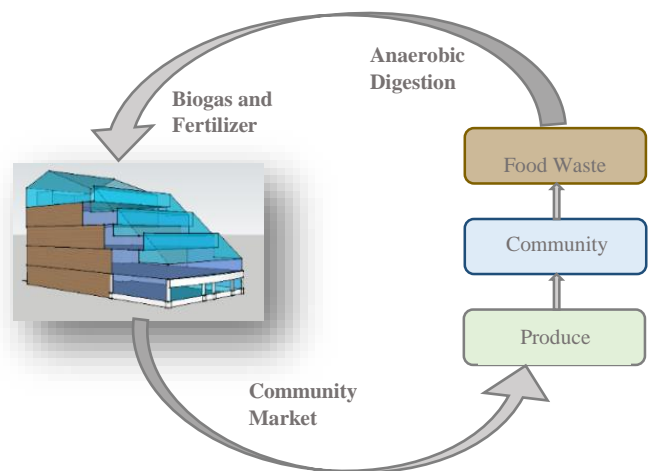 Anaerobic
Digestion
Biogas and
Fertilizer
Food Waste
Community
Produce
Community
Market